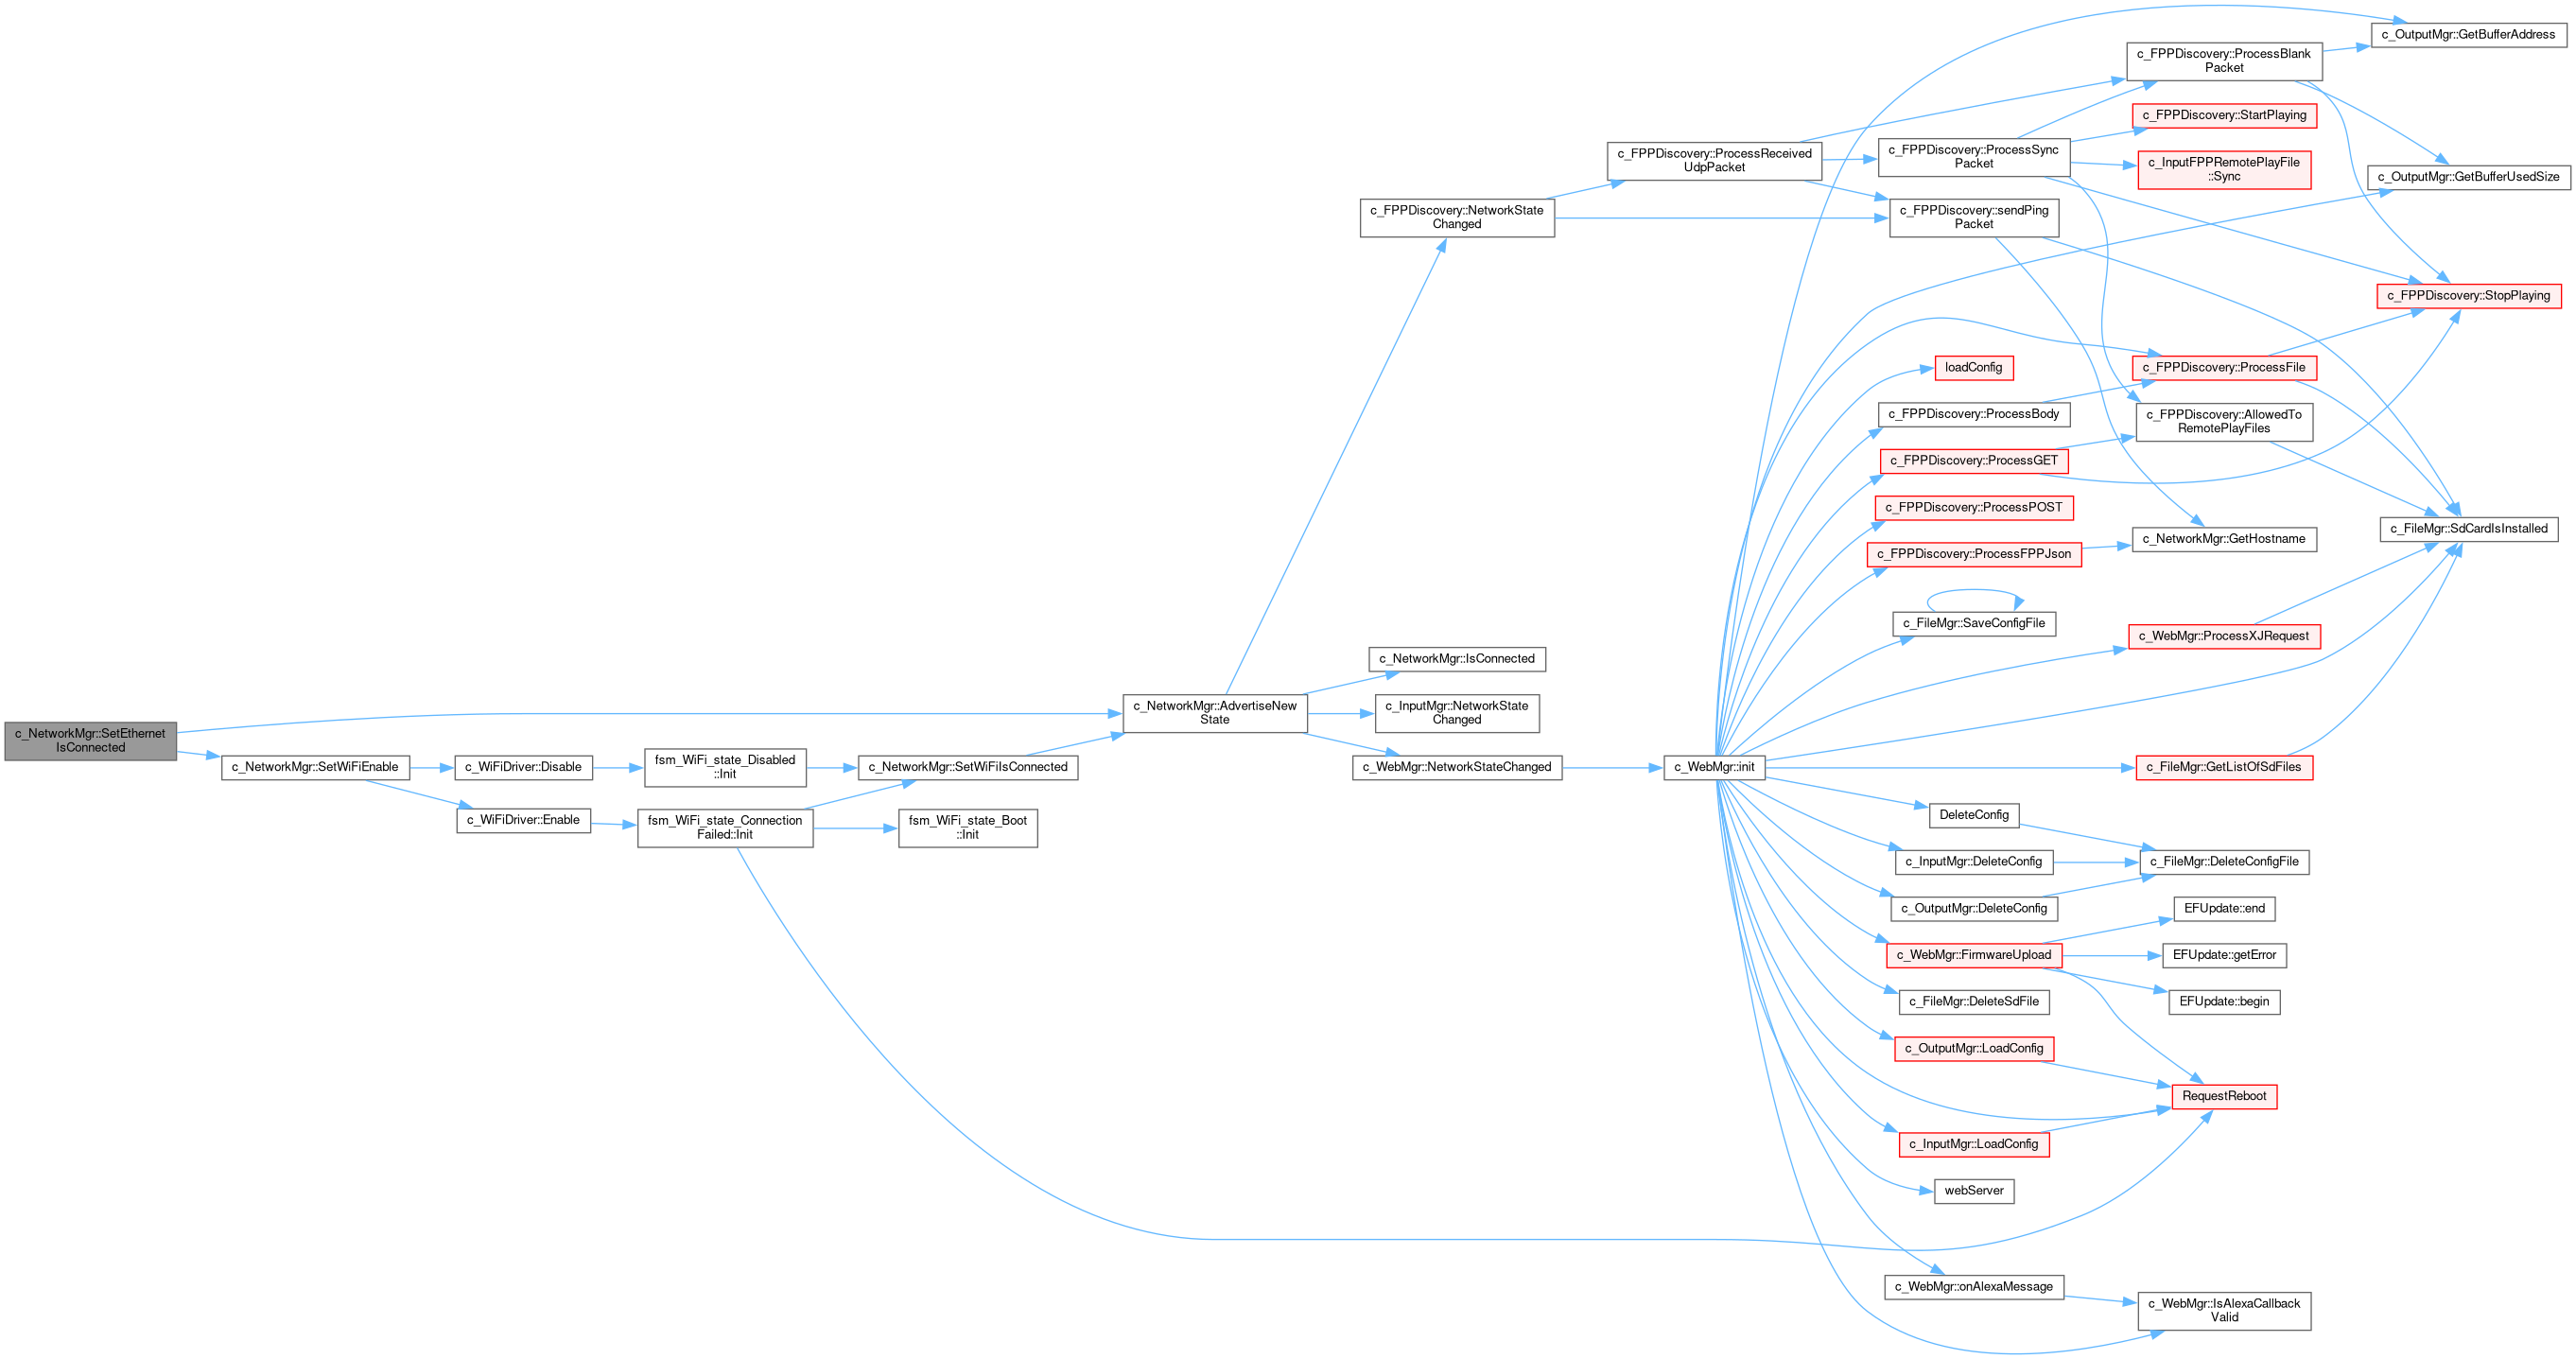 c_NetworkMgr::SetEthernet
IsConnected
c_NetworkMgr::SetWiFiEnable
c_WiFiDriver::Disable
c_WiFiDriver::Enable
fsm_WiFi_state_Disabled
::Init
fsm_WiFi_state_Connection
Failed::Init
c_NetworkMgr::SetWiFiIsConnected
fsm_WiFi_state_Boot
::Init
c_NetworkMgr::AdvertiseNew
State
c_FPPDiscovery::NetworkState
Changed
c_NetworkMgr::IsConnected
c_InputMgr::NetworkState
Changed
c_WebMgr::NetworkStateChanged
c_FPPDiscovery::ProcessReceived
UdpPacket
c_WebMgr::init
c_FPPDiscovery::ProcessSync
Packet
c_FPPDiscovery::sendPing
Packet
loadConfig
c_FPPDiscovery::ProcessBody
c_FPPDiscovery::ProcessGET
c_FPPDiscovery::ProcessPOST
c_FPPDiscovery::ProcessFPPJson
c_FileMgr::SaveConfigFile
DeleteConfig
c_InputMgr::DeleteConfig
c_OutputMgr::DeleteConfig
c_WebMgr::FirmwareUpload
c_FileMgr::DeleteSdFile
c_OutputMgr::LoadConfig
c_InputMgr::LoadConfig
webServer
c_WebMgr::onAlexaMessage
c_FPPDiscovery::ProcessBlank
Packet
c_FPPDiscovery::StartPlaying
c_InputFPPRemotePlayFile
::Sync
c_FPPDiscovery::ProcessFile
c_FPPDiscovery::AllowedTo
RemotePlayFiles
c_NetworkMgr::GetHostname
c_WebMgr::ProcessXJRequest
c_FileMgr::GetListOfSdFiles
c_FileMgr::DeleteConfigFile
EFUpdate::end
EFUpdate::getError
EFUpdate::begin
RequestReboot
c_WebMgr::IsAlexaCallback
Valid
c_OutputMgr::GetBufferAddress
c_OutputMgr::GetBufferUsedSize
c_FPPDiscovery::StopPlaying
c_FileMgr::SdCardIsInstalled